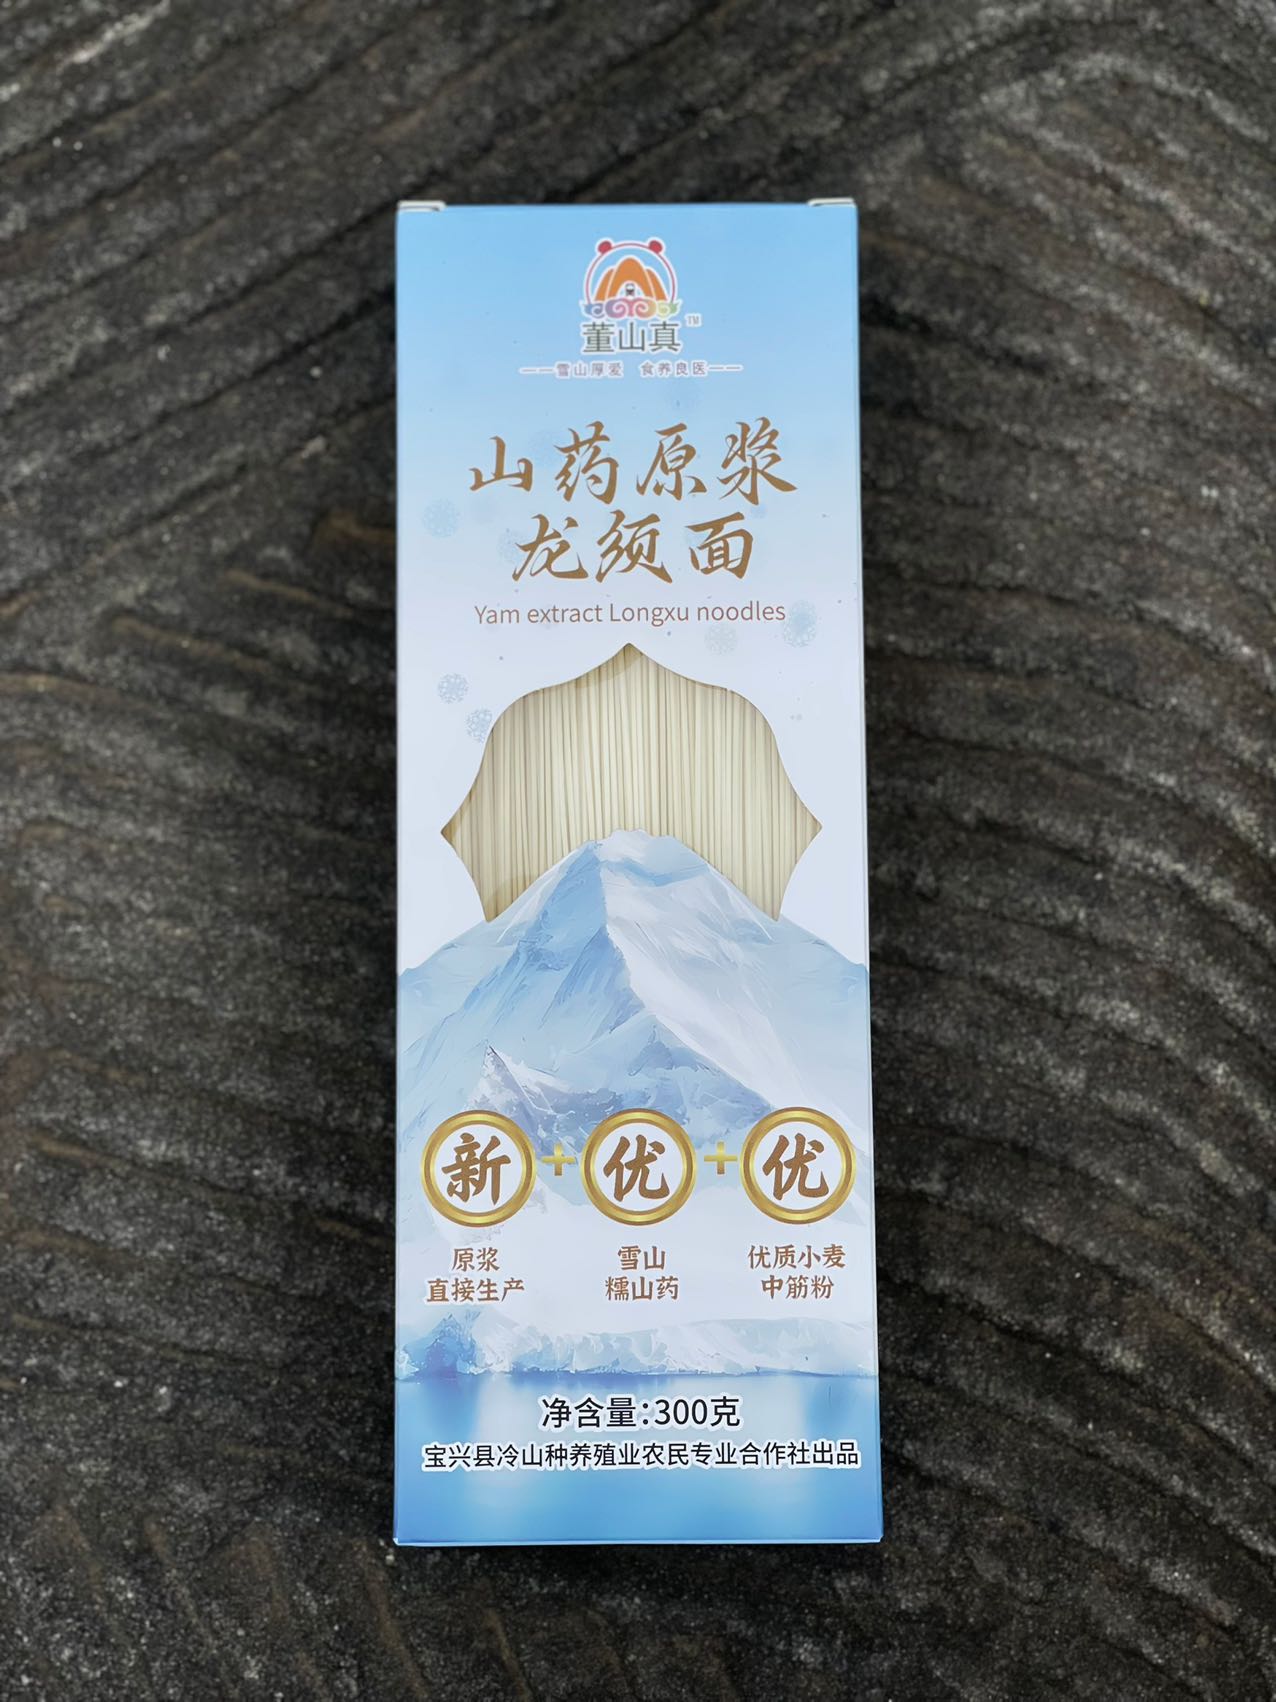 董山真™
——雪山厚爱 食养良医——
山药原浆
龙须面
Yam extract Longxu noodles
新+优+优
原浆 雪山 优质小麦
直接生产 糯山药 中筋粉
净含量:300克
宝兴县冷山种养殖业农民专业合作社出品